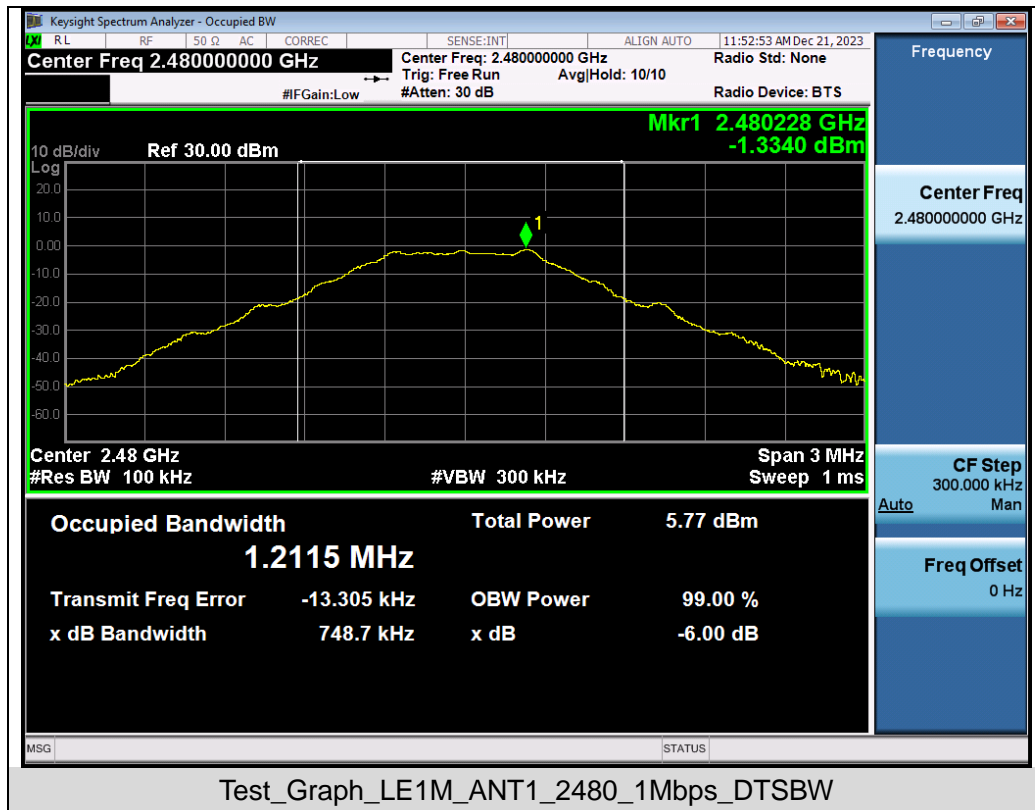 Keysight Spectrum Analyzer - Occupied BW
LXI RL RF 50 Ω AC CORREC SENSE:INT ALIGN AUTO 11:52:53 AM Dec 21, 2023
Center Freq 2.480000000 GHz
Center Freq: 2.480000000 GHz Radio Std: None
Trig: Free Run Avg|Hold: 10/10
#IFGain:Low #Atten: 30 dB Radio Device: BTS
Frequency
Mkr1 2.480228 GHz
-1.3340 dBm
10 dB/div Ref 30.00 dBm
Log
20.0
10.0
0.00
-10.0
-20.0
-30.0
-40.0
-50.0
-60.0
1
Center 2.48 GHz Span 3 MHz
#Res BW 100 kHz #VBW 300 kHz Sweep 1 ms
Center Freq
2.480000000 GHz
CF Step
300.000 kHz
Auto Man
Freq Offset
0 Hz
Occupied Bandwidth Total Power 5.77 dBm
1.2115 MHz
Transmit Freq Error -13.305 kHz OBW Power 99.00 %
x dB Bandwidth 748.7 kHz x dB -6.00 dB
MSG STATUS
Test_Graph_LE1M_ANT1_2480_1Mbps_DTSBW